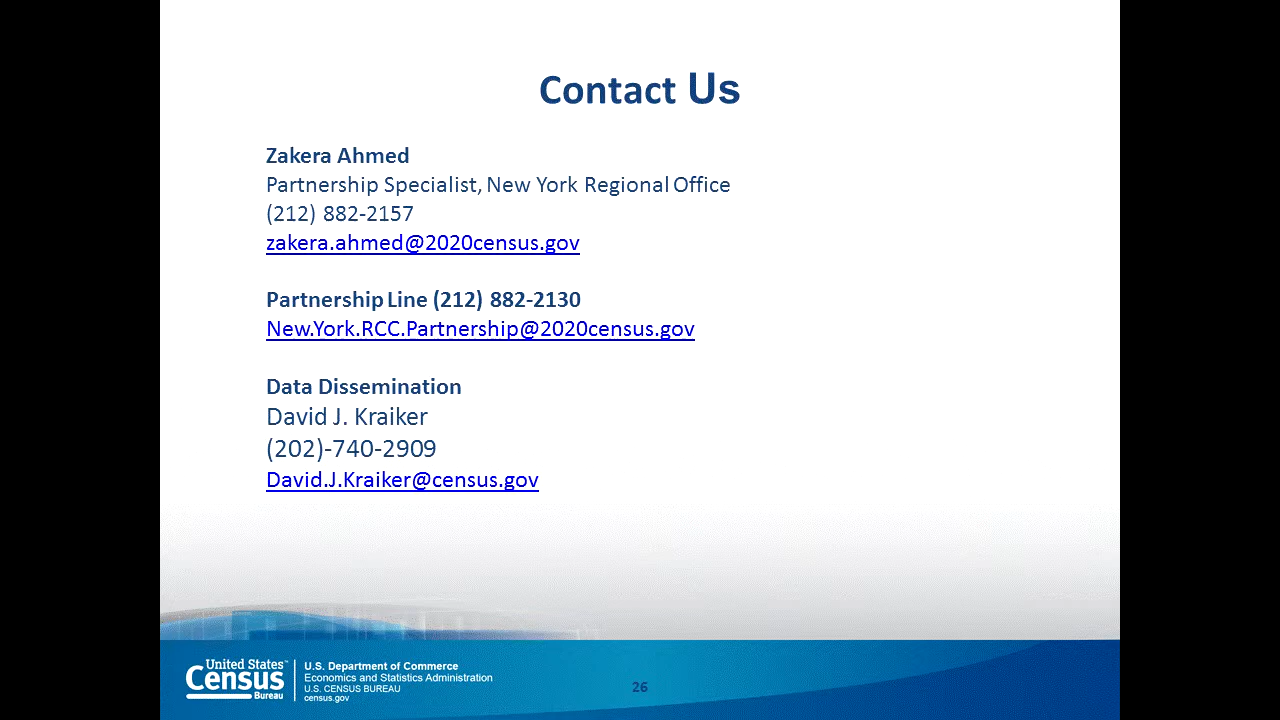 Contact Us
Zakera Ahmed
Partnership Specialist, New York Regional Office
(212) 882-2157
zakera.ahmed@2020census.gov
Partnership Line (212) 882-2130
New.York.RCC.Partnership@2020census.gov
Data Dissemination
David J. Kraiker
(202)-740-2909
David.J.Kraiker@census.gov
United States™
Census
Bureau
U.S. Department of Commerce
Economics and Statistics Administration
U.S. CENSUS BUREAU
census.gov
26